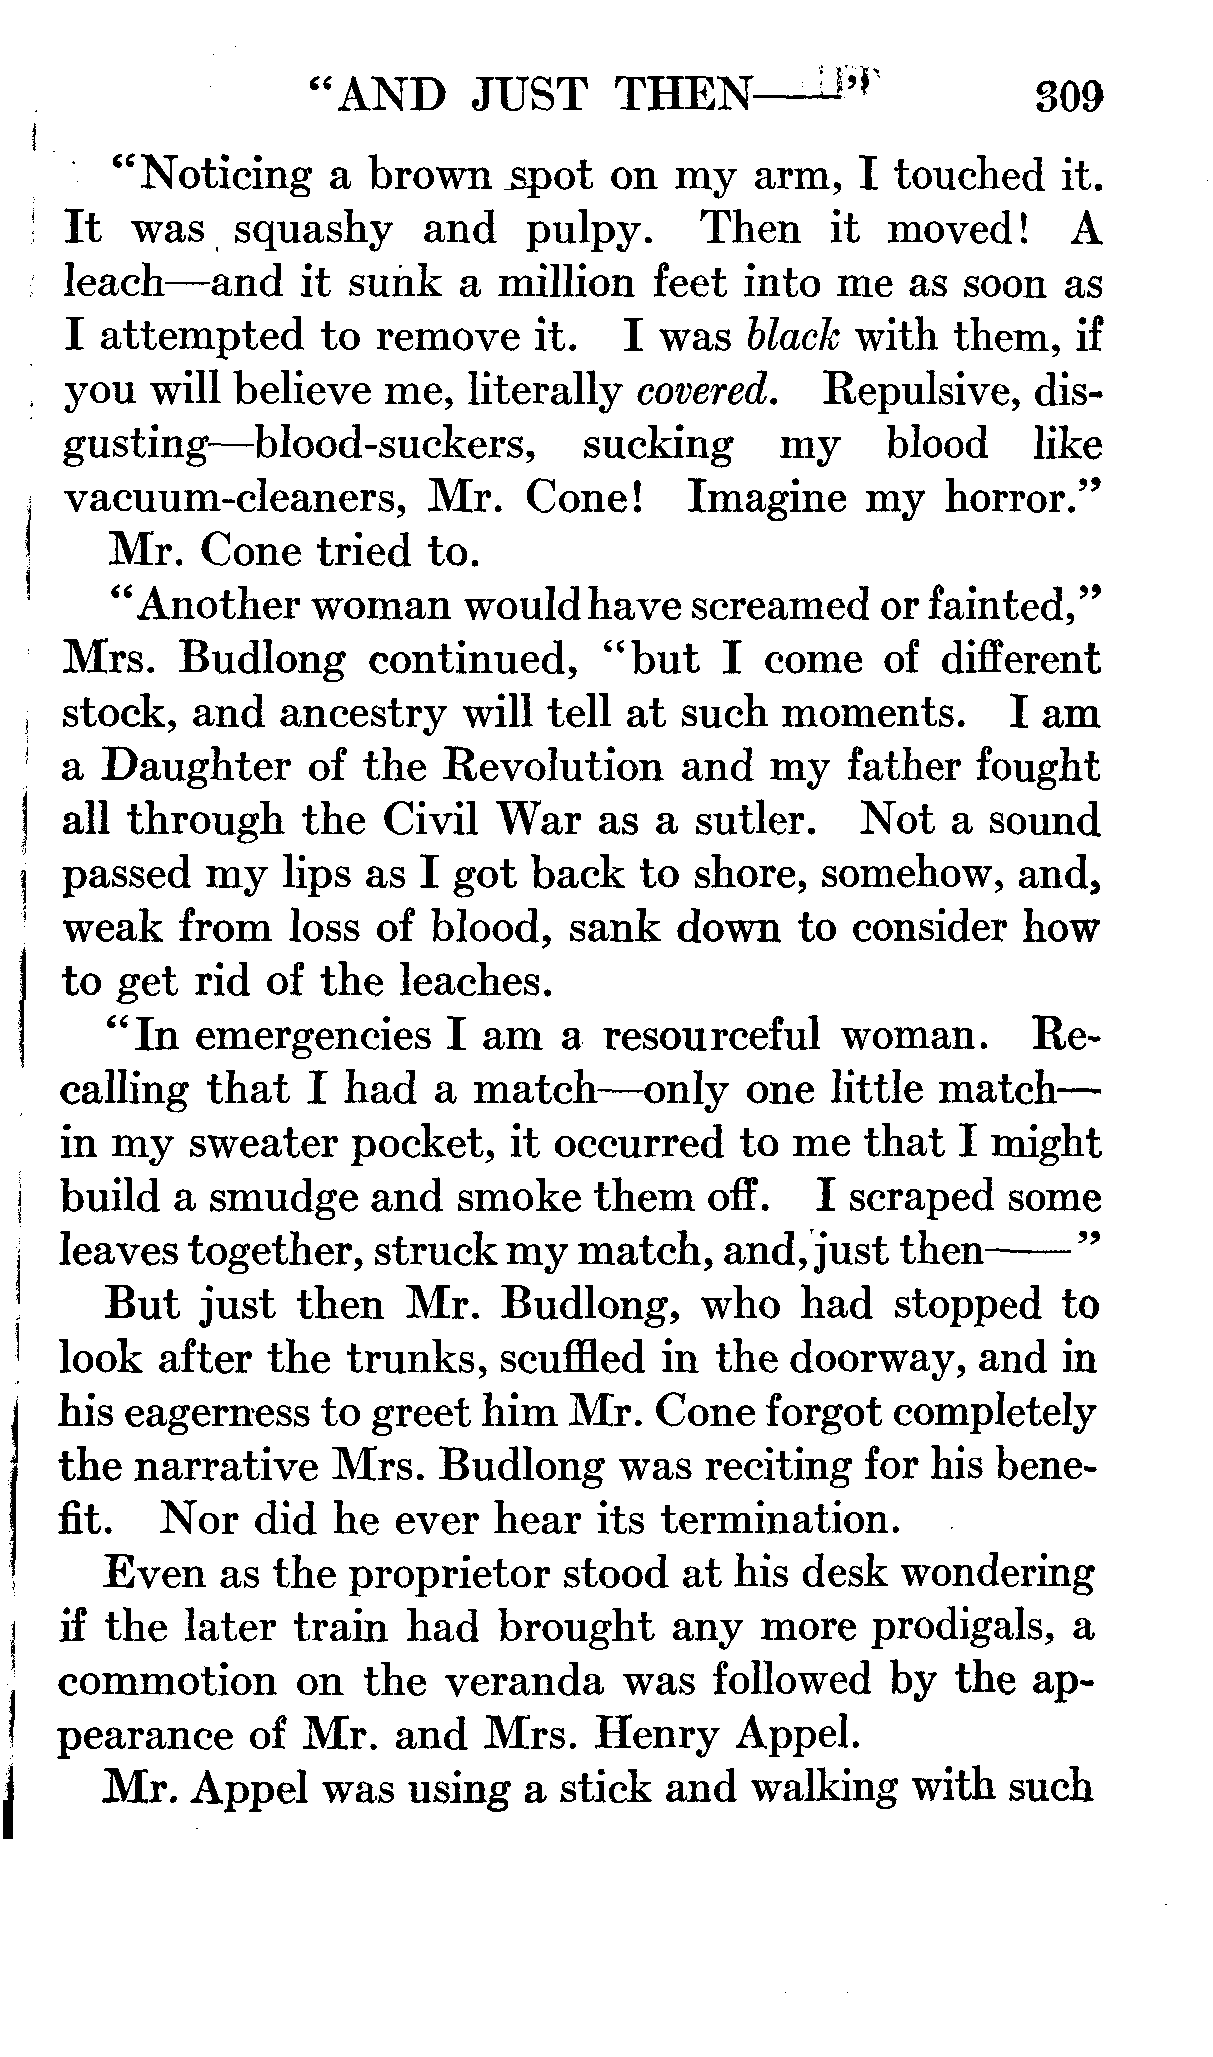 “AND JUST THEN——” 309
“Noticing a brown spot on my arm, I touched it.
It was squashy and pulpy. Then it moved! A
leach—and it sunk a million feet into me as soon as
I attempted to remove it. I was black with them, if
you will believe me, literally covered. Repulsive, dis-
gusting—blood-suckers, sucking my blood like
vacuum-cleaners, Mr. Cone! Imagine my horror.”
Mr. Cone tried to.
“Another woman would have screamed or fainted,”
Mrs. Budlong continued, “but I come of different
stock, and ancestry will tell at such moments. I am
a Daughter of the Revolution and my father fought
all through the Civil War as a sutler. Not a sound
passed my lips as I got back to shore, somehow, and,
weak from loss of blood, sank down to consider how
to get rid of the leaches.
“In emergencies I am a resourceful woman. Re-
calling that I had a match—only one little match—
in my sweater pocket, it occurred to me that I might
build a smudge and smoke them off. I scraped some
leaves together, struck my match, and, just then——”
But just then Mr. Budlong, who had stopped to
look after the trunks, scuffled in the doorway, and in
his eagerness to greet him Mr. Cone forgot completely
the narrative Mrs. Budlong was reciting for his bene-
fit. Nor did he ever hear its termination.
Even as the proprietor stood at his desk wondering
if the later train had brought any more prodigals, a
commotion on the veranda was followed by the ap-
pearance of Mr. and Mrs. Henry Appel.
Mr. Appel was using a stick and walking with such